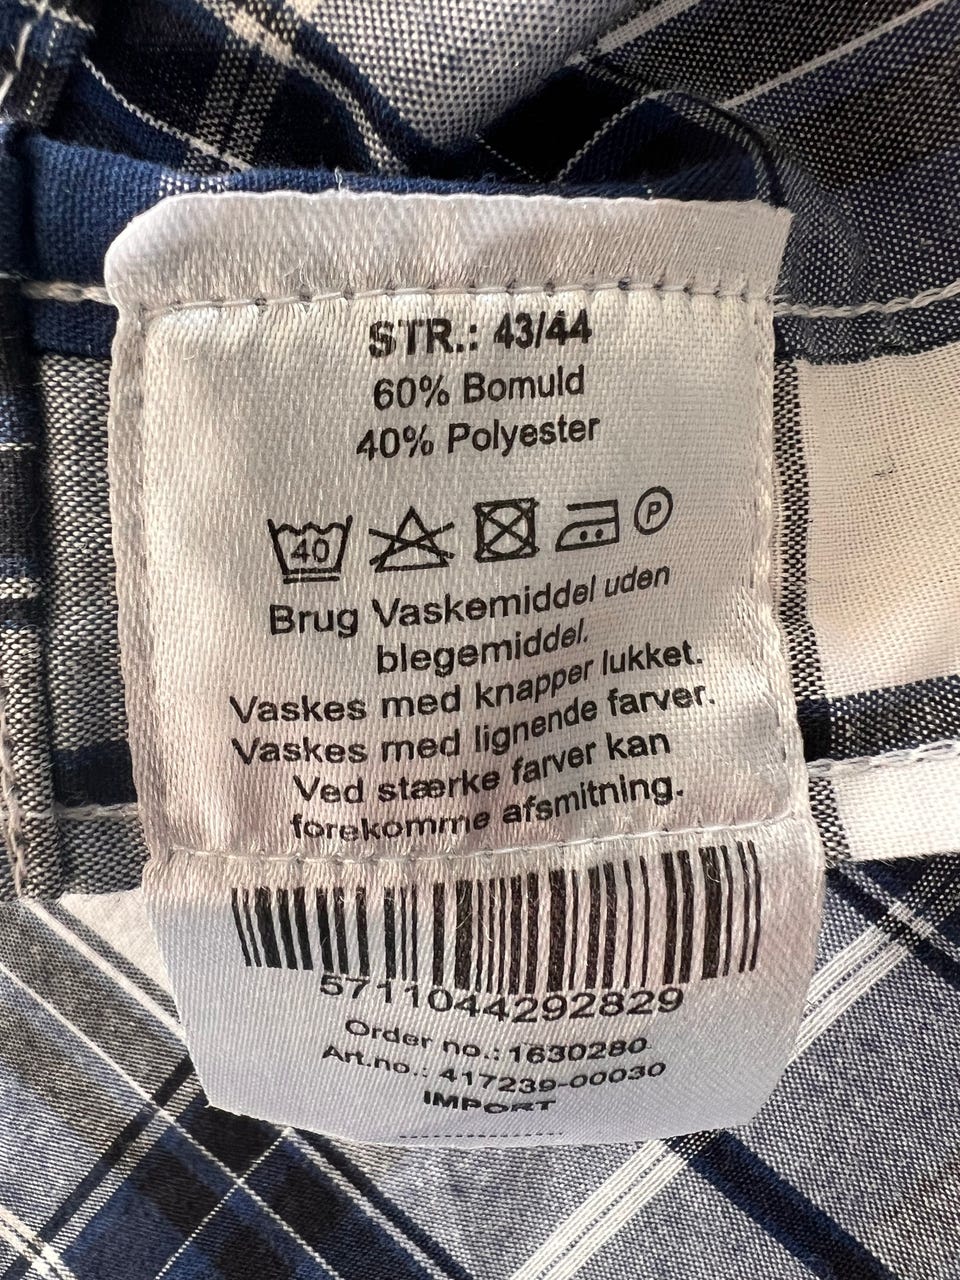 STR.: 43/44
60% Bomuld
40% Polyester
40 P
Brug Vaskemiddel uden
blegemiddel.
Vaskes med knapper lukket.
Vaskes med lignende farver.
Ved stærke farver kan
forekomme afsmitning.
5711044292829
Order no.: 1630280
Art.no.: 417239-00030
IMPORT